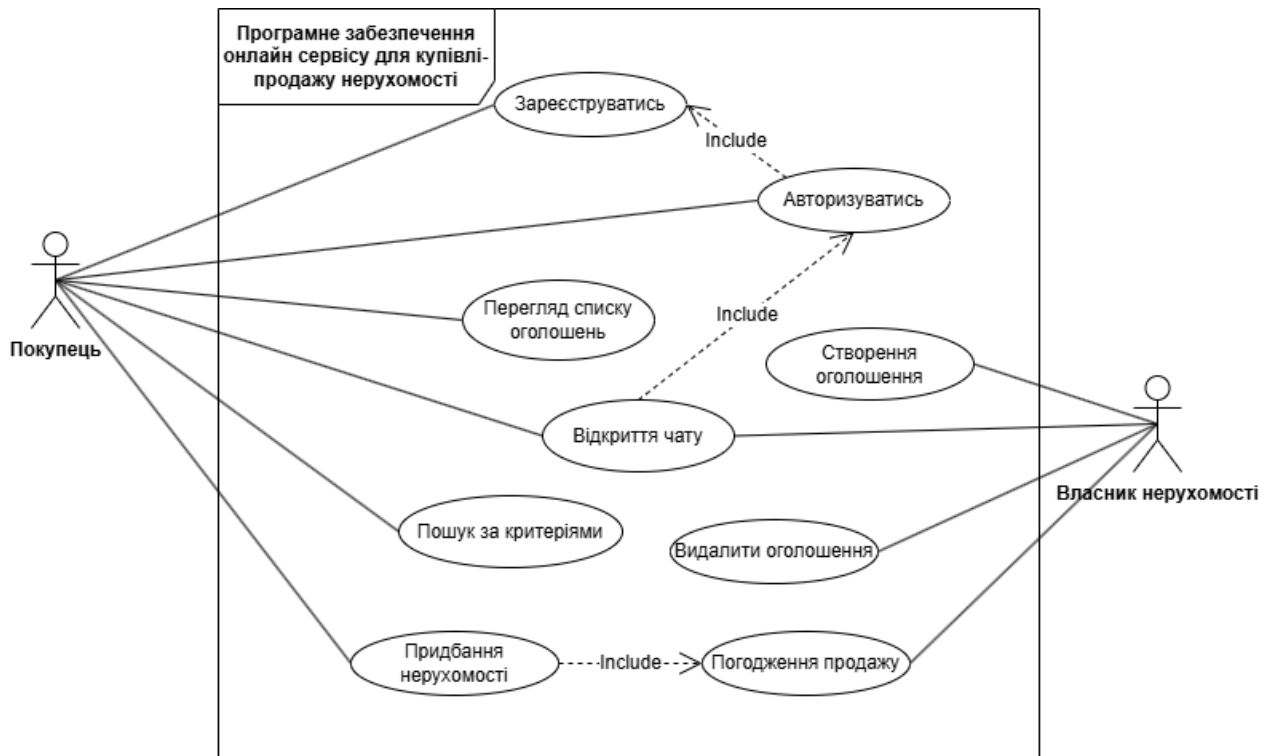 Програмне забезпечення
онлайн сервісу для купівлі-
продажу нерухомості
Зареєструватись
Include
Авторизуватись
Перегляд списку
оголошень
Include
Створення
оголошення
Покупець
Відкриття чату
Власник нерухомості
Пошук за критеріями
Видалити оголошення
Придбання
нерухомості
Include
Погодження продажу